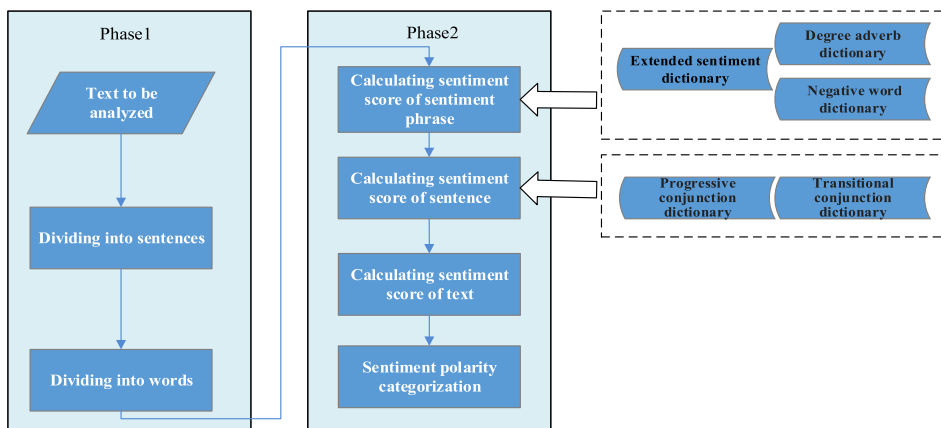 Phase1
Text to be
analyzed
Dividing into sentences
Dividing into words
Phase2
Calculating sentiment
score of sentiment
phrase
Calculating sentiment
score of sentence
Calculating sentiment
score of text
Sentiment polarity
categorization
Extended sentiment
dictionary
Degree adverb
dictionary
Negative word
dictionary
Progressive
conjunction
dictionary
Transitional
conjunction
dictionary